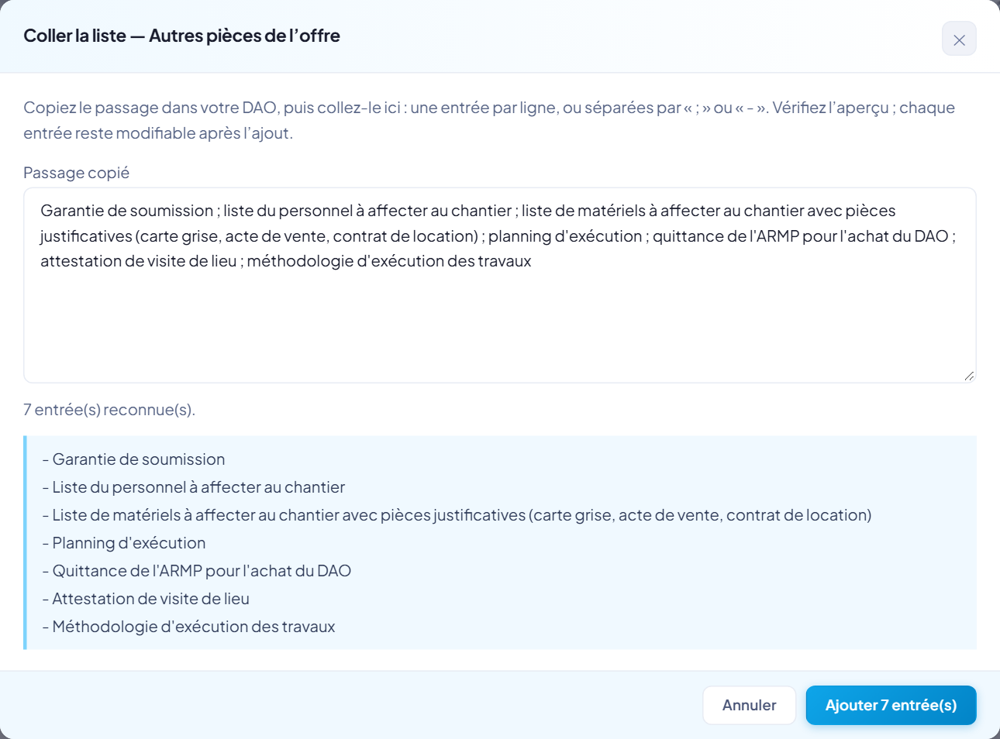 Coller la liste — Autres pièces de l’offre
Copiez le passage dans votre DAO, puis collez-le ici : une entrée par ligne, ou séparées par « ; » ou « - ». Vérifiez l’aperçu ; chaque
entrée reste modifiable après l’ajout.
Passage copié
Garantie de soumission ; liste du personnel à affecter au chantier ; liste de matériels à affecter au chantier avec pièces
justificatives (carte grise, acte de vente, contrat de location) ; planning d'exécution ; quittance de l'ARMP pour l'achat du DAO ;
attestation de visite de lieu ; méthodologie d'exécution des travaux
7 entrée(s) reconnue(s).
- Garantie de soumission
- Liste du personnel à affecter au chantier
- Liste de matériels à affecter au chantier avec pièces justificatives (carte grise, acte de vente, contrat de location)
- Planning d'exécution
- Quittance de l'ARMP pour l'achat du DAO
- Attestation de visite de lieu
- Méthodologie d'exécution des travaux
Annuler
Ajouter 7 entrée(s)